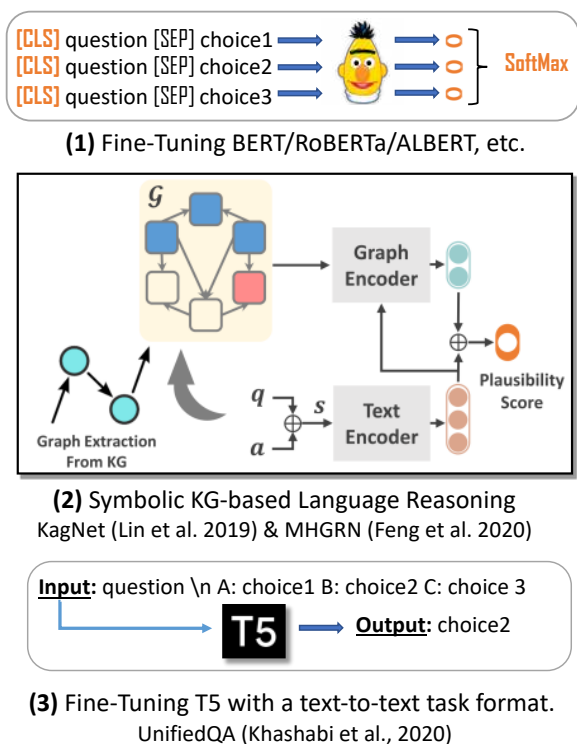 [CLS] question [SEP] choice1
[CLS] question [SEP] choice2
[CLS] question [SEP] choice3
SoftMax
(1) Fine-Tuning BERT/RoBERTa/ALBERT, etc.
𝒢
Graph
Encoder
Plausibility
Score
q
s
a
Text
Encoder
Graph Extraction
From KG
(2) Symbolic KG-based Language Reasoning
KagNet (Lin et al. 2019) & MHGRN (Feng et al. 2020)
Input: question \n A: choice1 B: choice2 C: choice 3
T5
Output: choice2
(3) Fine-Tuning T5 with a text-to-text task format.
UnifiedQA (Khashabi et al., 2020)